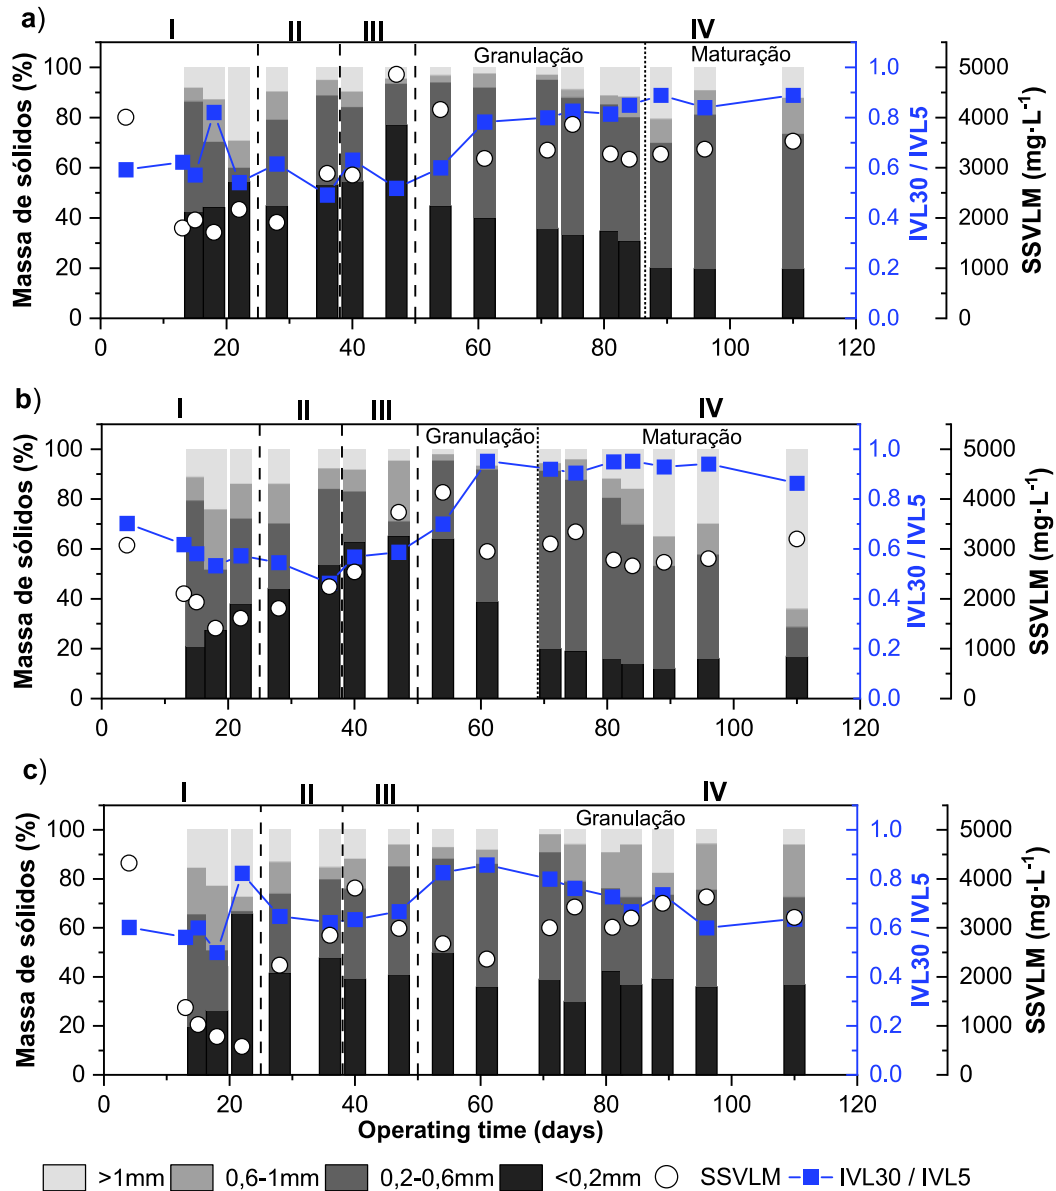 a)
I II III IV
Granulação Maturação
Massa de sólidos (%)
100
80
60
40
20
0
0 20 40 60 80 100 120
1.0
0.8
0.6
0.4
0.2
0.0
IVL30 / IVL5
5000
4000
3000
2000
1000
0
SSVLM (mg·L⁻¹)
b)
I II III IV
Granulação Maturação
Massa de sólidos (%)
100
80
60
40
20
0
0 20 40 60 80 100 120
1.0
0.8
0.6
0.4
0.2
0.0
IVL30 / IVL5
5000
4000
3000
2000
1000
0
SSVLM (mg·L⁻¹)
c)
I II III IV
Granulação
Massa de sólidos (%)
100
80
60
40
20
0
0 20 40 60 80 100 120
1.0
0.8
0.6
0.4
0.2
0.0
IVL30 / IVL5
5000
4000
3000
2000
1000
0
SSVLM (mg·L⁻¹)
Operating time (days)
>1mm 0,6-1mm 0,2-0,6mm <0,2mm SSVLM IVL30 / IVL5